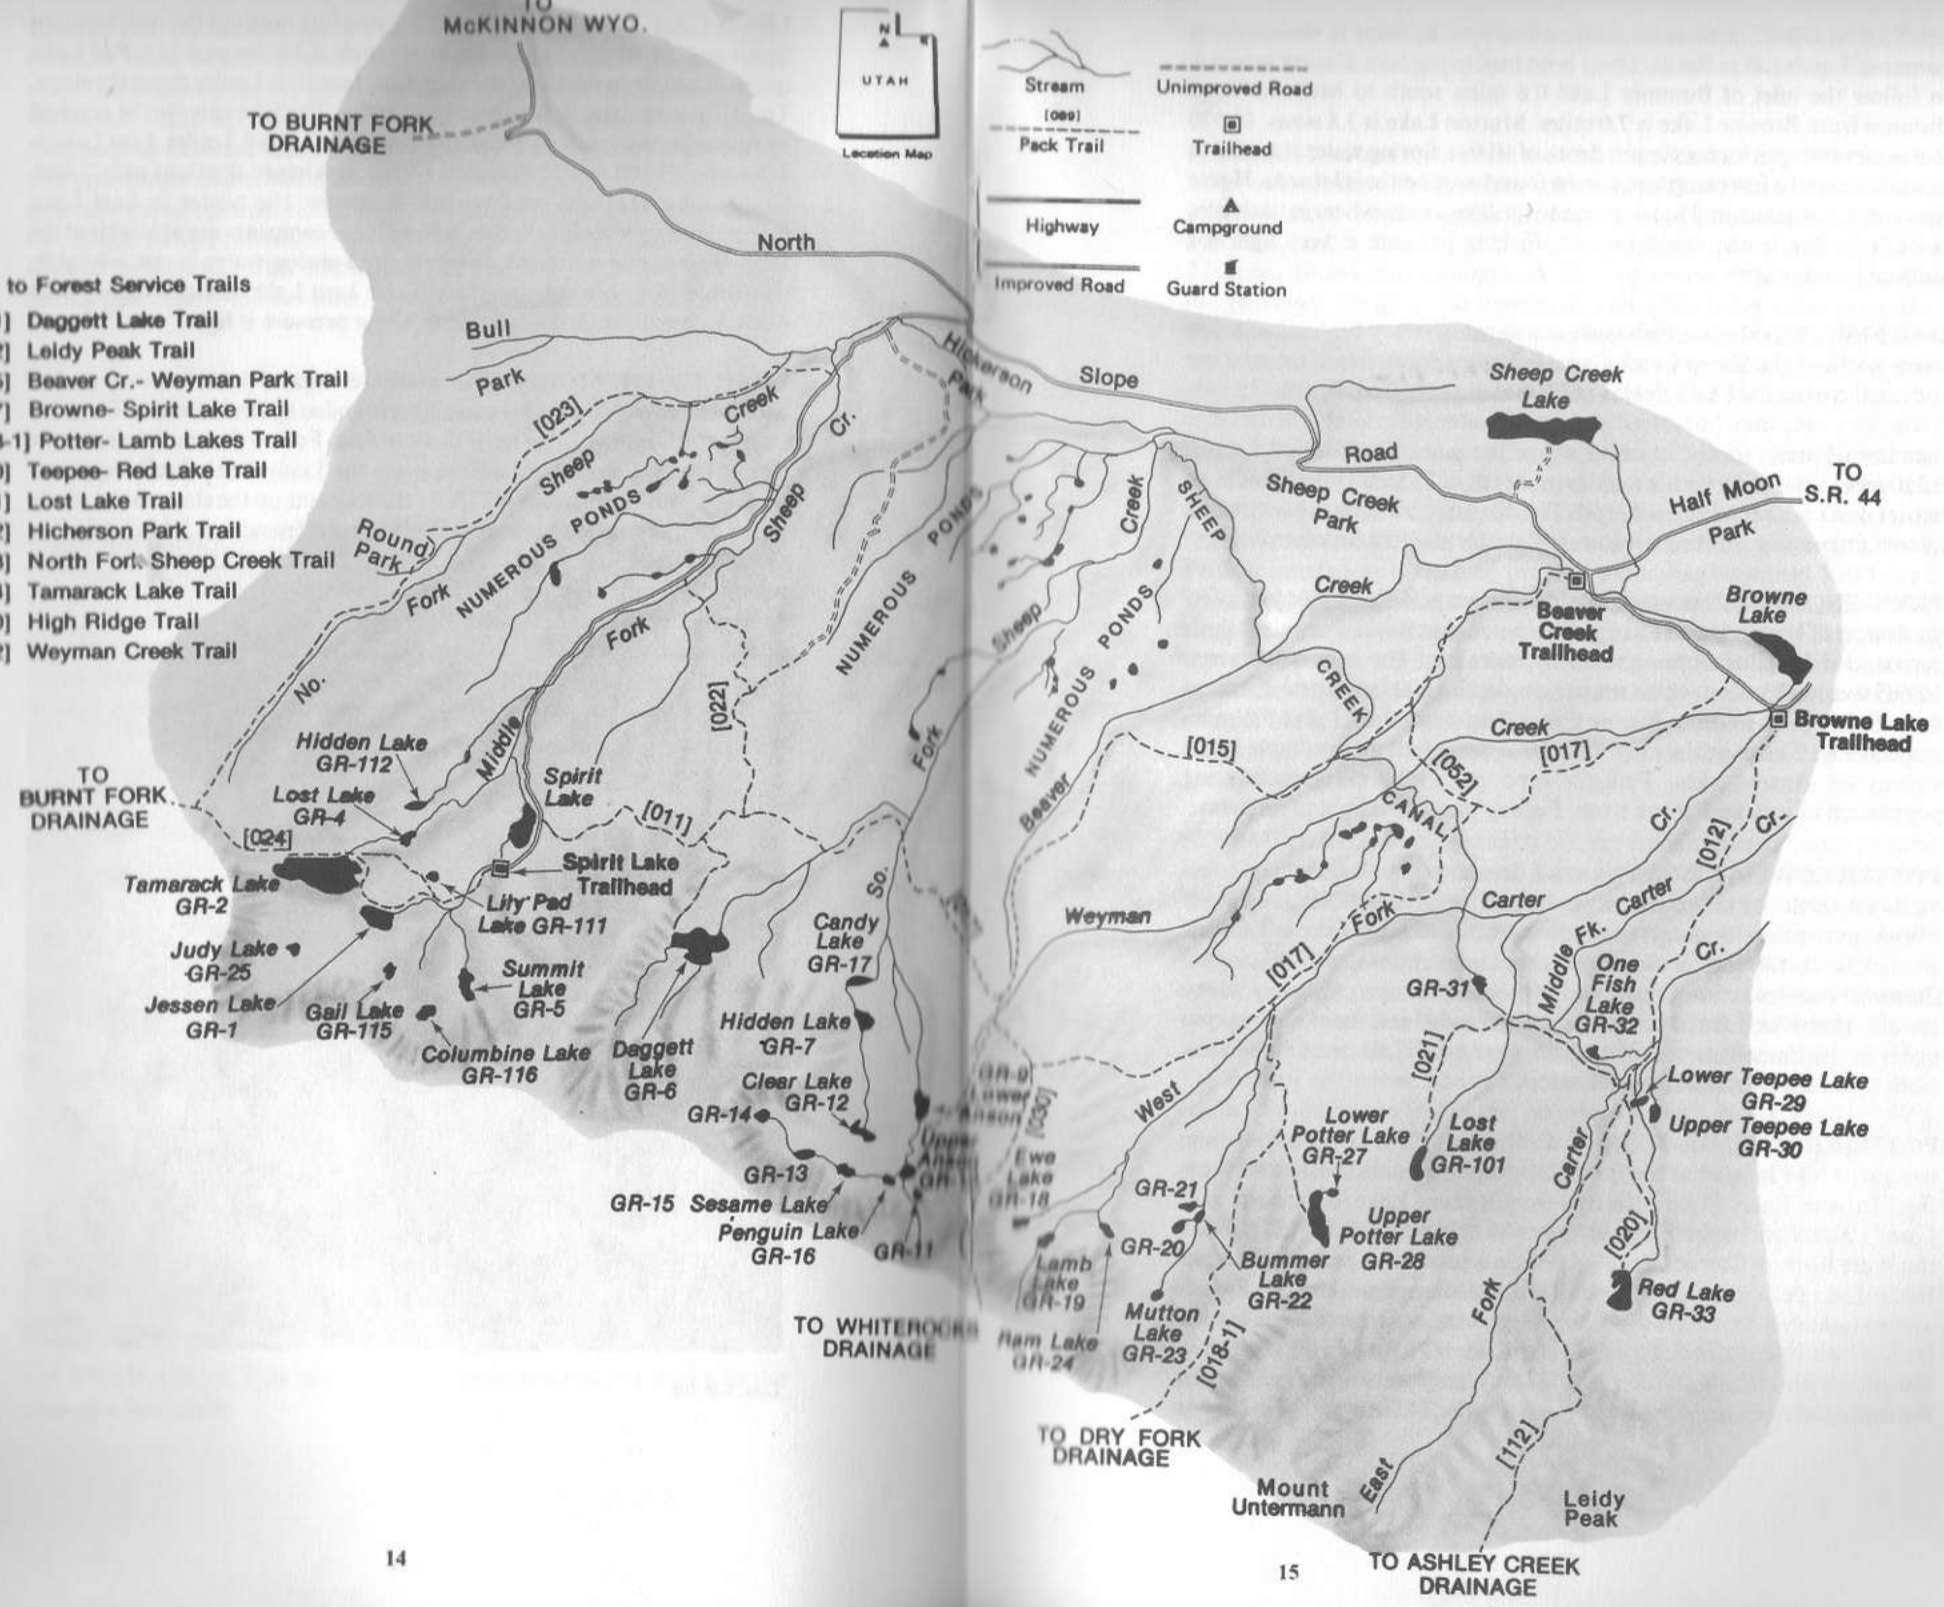 TO
McKINNON WYO.
TO BURNT FORK
DRAINAGE
N
UTAH
Location Map
Stream
[089]
Pack Trail
Highway
Improved Road
Unimproved Road
Trailhead
Campground
Guard Station
to Forest Service Trails
] Daggett Lake Trail
] Leidy Peak Trail
] Beaver Cr.- Weyman Park Trail
] Browne- Spirit Lake Trail
-1] Potter- Lamb Lakes Trail
] Teepee- Red Lake Trail
] Lost Lake Trail
] Hicherson Park Trail
] North Fork Sheep Creek Trail
] Tamarack Lake Trail
] High Ridge Trail
] Weyman Creek Trail
North
Slope
Road
Bull
Park
Hickerson
Park
[023]
Creek
Sheep
Cr.
Sheep
Round
Park
Fork
No.
NUMEROUS PONDS
Fork
Middle
NUMEROUS
PONDS
[022]
Sheep
Fork
So.
Creek
SHEEP
CREEK
NUMEROUS PONDS
Beaver
Creek
Sheep Creek
Lake
Sheep Creek
Park
Half Moon
Park
TO
S.R. 44
Beaver
Creek
Trailhead
Browne
Lake
Browne Lake
Trailhead
Creek
[015]
[052]
[017]
CANAL
Weyman
[017]
Fork
West
Carter
Cr.
[012]
Cr.
Carter
Middle Fk.
Cr.
Hidden Lake
GR-112
Lost Lake
GR-4
Spirit
Lake
TO
BURNT FORK
DRAINAGE
[024]
[011]
Spirit Lake
Trailhead
Tamarack Lake
GR-2
Lily Pad
Lake GR-111
Judy Lake
GR-25
Jessen Lake
GR-1
Gail Lake
GR-115
Summit
Lake
GR-5
Columbine Lake
GR-116
Daggett
Lake
GR-6
Candy
Lake
GR-17
Hidden Lake
GR-7
Clear Lake
GR-12
GR-14
GR-13
GR-15 Sesame Lake
Penguin Lake
GR-16
GR-11
GR-9
Lower
Anson
Upper
[030]
Ewe
Lake
GR-18
Lamb
Lake
GR-19
Ram Lake
GR-24
GR-21
GR-20
Mutton
Lake
GR-23
Bummer
Lake
GR-22
[018-1]
Lower
Potter Lake
GR-27
Upper
Potter Lake
GR-28
[021]
Lost
Lake
GR-101
GR-31
One
Fish
Lake
GR-32
Lower Teepee Lake
GR-29
Upper Teepee Lake
GR-30
Carter
Fork
East
[020]
Red Lake
GR-33
[112]
TO WHITEROCKS
DRAINAGE
TO DRY FORK
DRAINAGE
Mount
Untermann
Leidy
Peak
TO ASHLEY CREEK
DRAINAGE
14
15